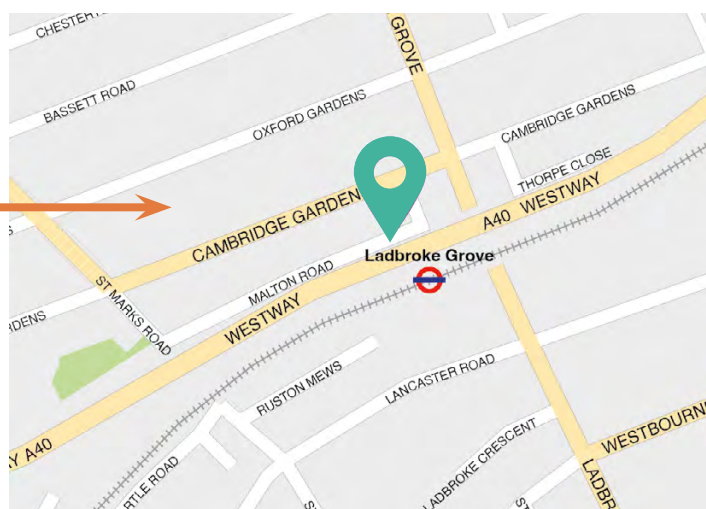 CHESTERT
GROVE
BASSETT ROAD
OXFORD GARDENS
CAMBRIDGE GARDENS
THORPE CLOSE
CAMBRIDGE GARDEN
A40 WESTWAY
Ladbroke Grove
MALTON ROAD
ST MARKS ROAD
RDENS
WESTWAY
RUSTON MEWS
LANCASTER ROAD
Y A40
RTLE ROAD
LADBROKE CRESCENT
WESTBOURN
LADBR
ST